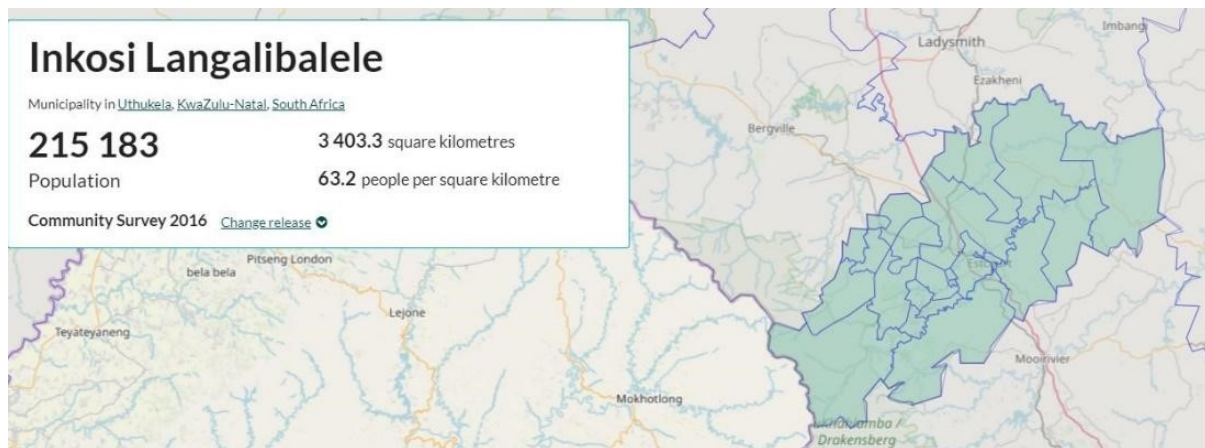 Inkosi Langalibalele
Municipality in Uthukela, KwaZulu-Natal, South Africa
215 183
Population
3 403.3 square kilometres
63.2 people per square kilometre
Community Survey 2016 Change release
Imbangi
Ladysmith
Ezakheni
Bergville
Estcourt
Pitseng London
bela bela
Lejone
Teyateyaneng
Mooirivier
Mokhotlong
Drakensberg